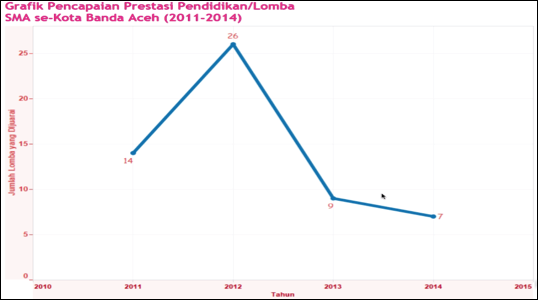 Grafik Pencapaian Prestasi Pendidikan/Lomba
SMA se-Kota Banda Aceh (2011-2014)
Jumlah Lomba yang Dijuarai
25
20
15
10
5
0
14
26
9
7
2010 2011 2012 2013 2014 2015
Tahun